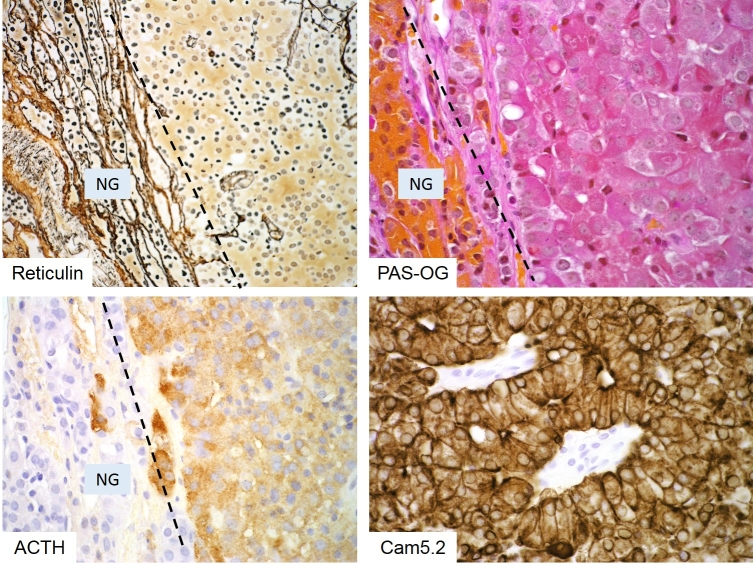 NG
Reticulin
NG
PAS-OG
NG
ACTH
Cam5.2